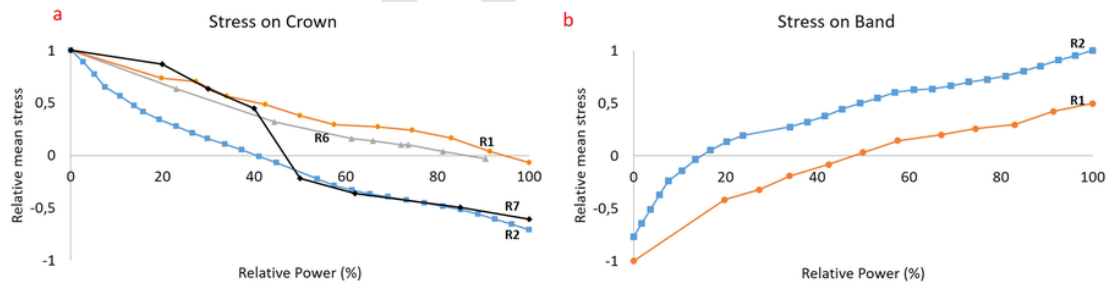 a
Stress on Crown
1
0,5
0
-0,5
-1
0
20
40
60
80
100
R6
R1
R7
R2
Relative mean stress
Relative Power (%)
b
Stress on Band
1
0,5
0
-0,5
-1
0
20
40
60
80
100
R2
R1
Relative mean stress
Relative Power (%)